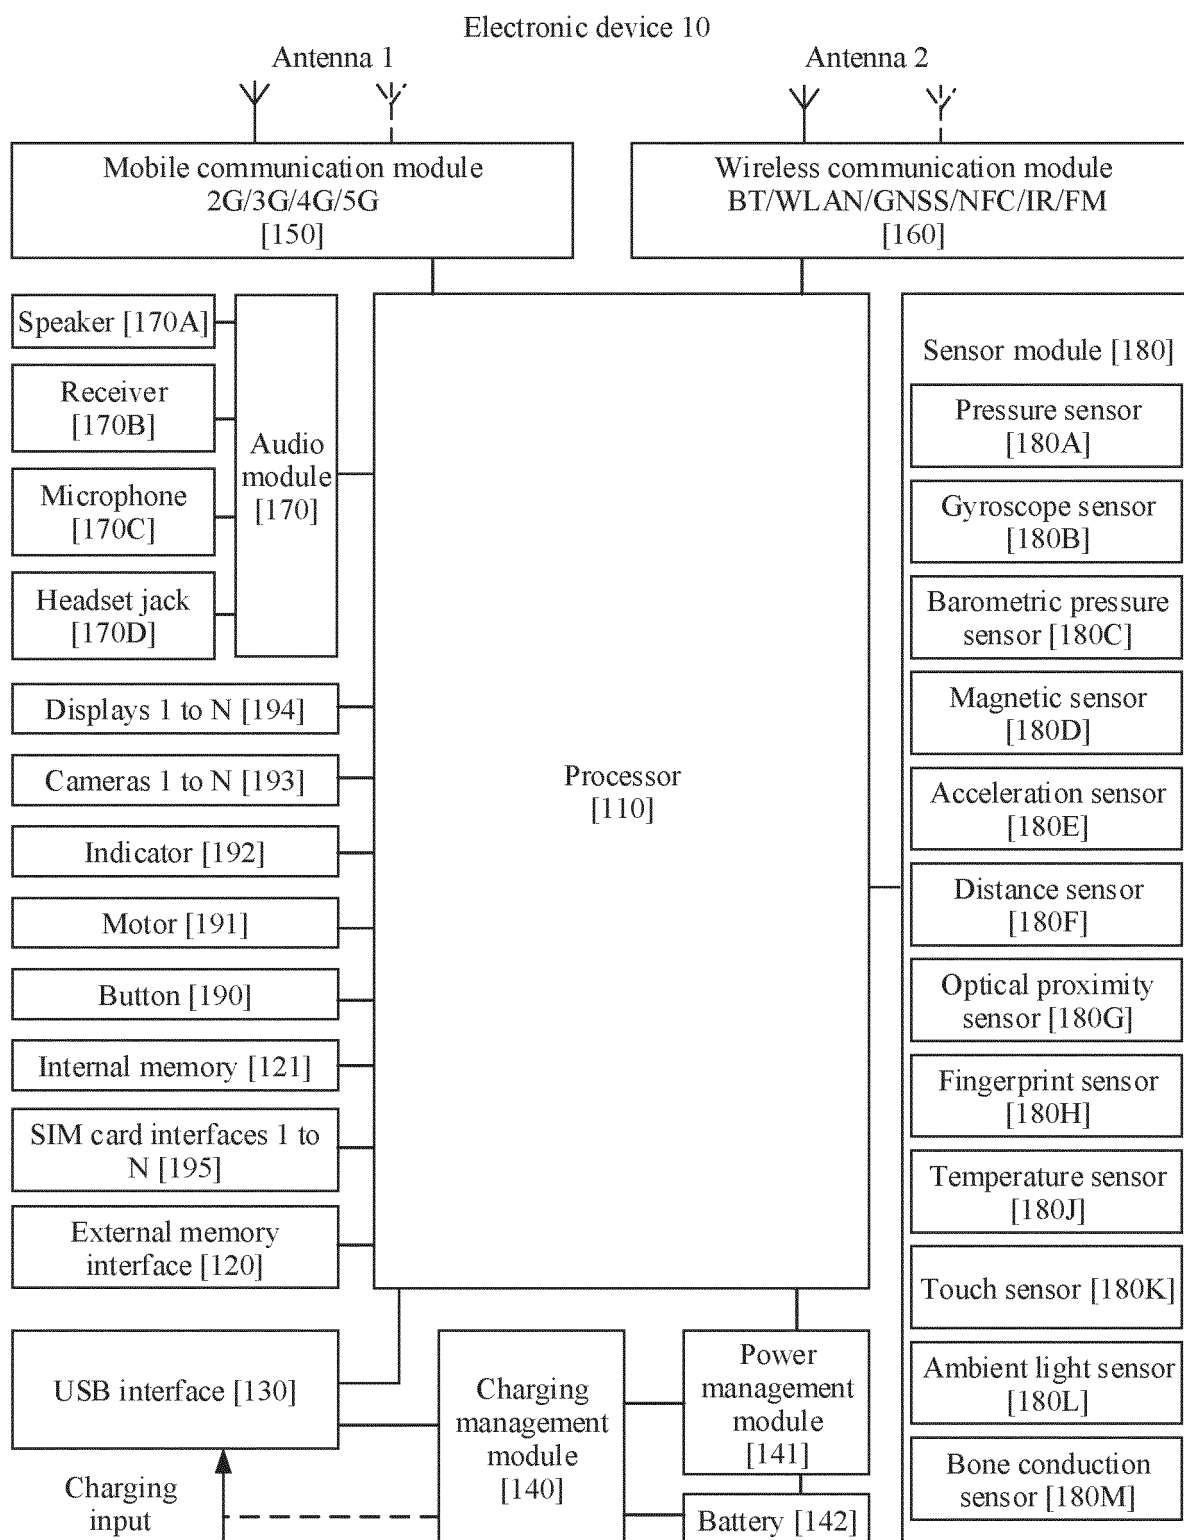 Electronic device 10
Antenna 1
Antenna 2
Mobile communication module
2G/3G/4G/5G
[150]
Wireless communication module
BT/WLAN/GNSS/NFC/IR/FM
[160]
Speaker [170A]
Receiver
[170B]
Microphone
[170C]
Headset jack
[170D]
Audio
module
[170]
Displays 1 to N [194]
Cameras 1 to N [193]
Indicator [192]
Motor [191]
Button [190]
Internal memory [121]
SIM card interfaces 1 to
N [195]
External memory
interface [120]
Processor
[110]
Sensor module [180]
Pressure sensor
[180A]
Gyroscope sensor
[180B]
Barometric pressure
sensor [180C]
Magnetic sensor
[180D]
Acceleration sensor
[180E]
Distance sensor
[180F]
Optical proximity
sensor [180G]
Fingerprint sensor
[180H]
Temperature sensor
[180J]
Touch sensor [180K]
Ambient light sensor
[180L]
Bone conduction
sensor [180M]
USB interface [130]
Charging
input
Charging
management
module
[140]
Power
management
module
[141]
Battery [142]